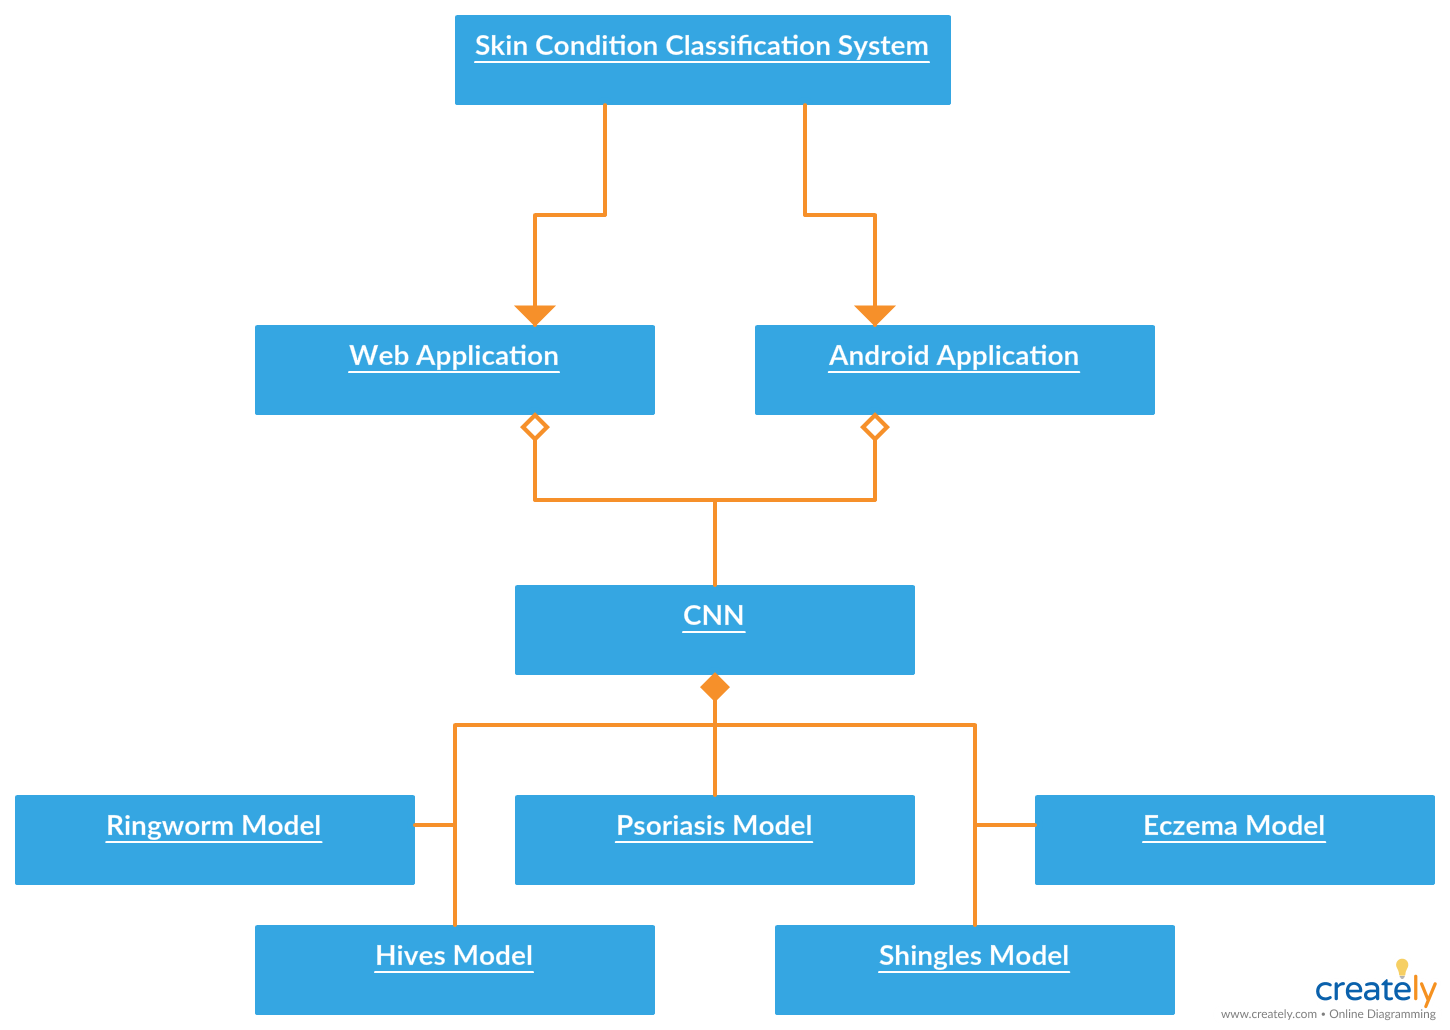 Skin Condition Classification System
Web Application
Android Application
CNN
Ringworm Model
Psoriasis Model
Eczema Model
Hives Model
Shingles Model
creately
www.creately.com • Online Diagramming